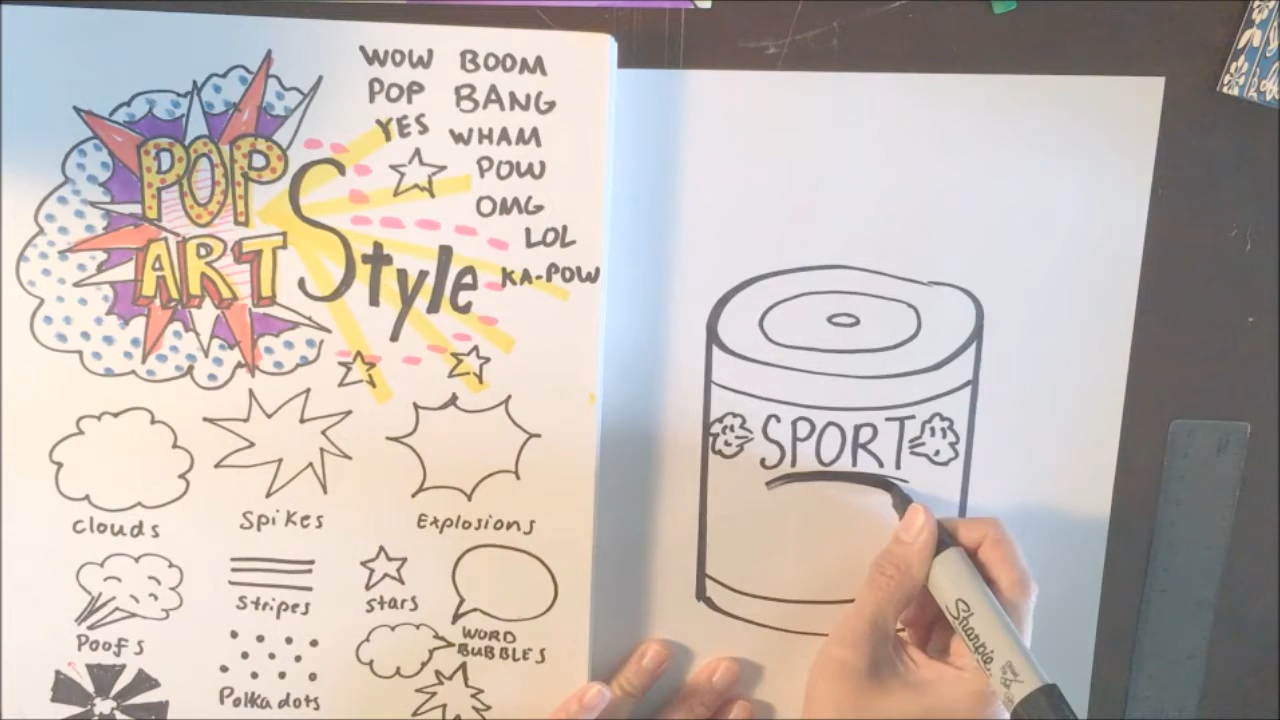 WOW BOOM
POP BANG
YES WHAM
POW
OMG
LOL
KA-POW
POP
ART
Style
Clouds
Spikes
Explosions
Poofs
Stripes
Stars
WORD
BUBBLES
Polka dots
SPORT
Sharpie